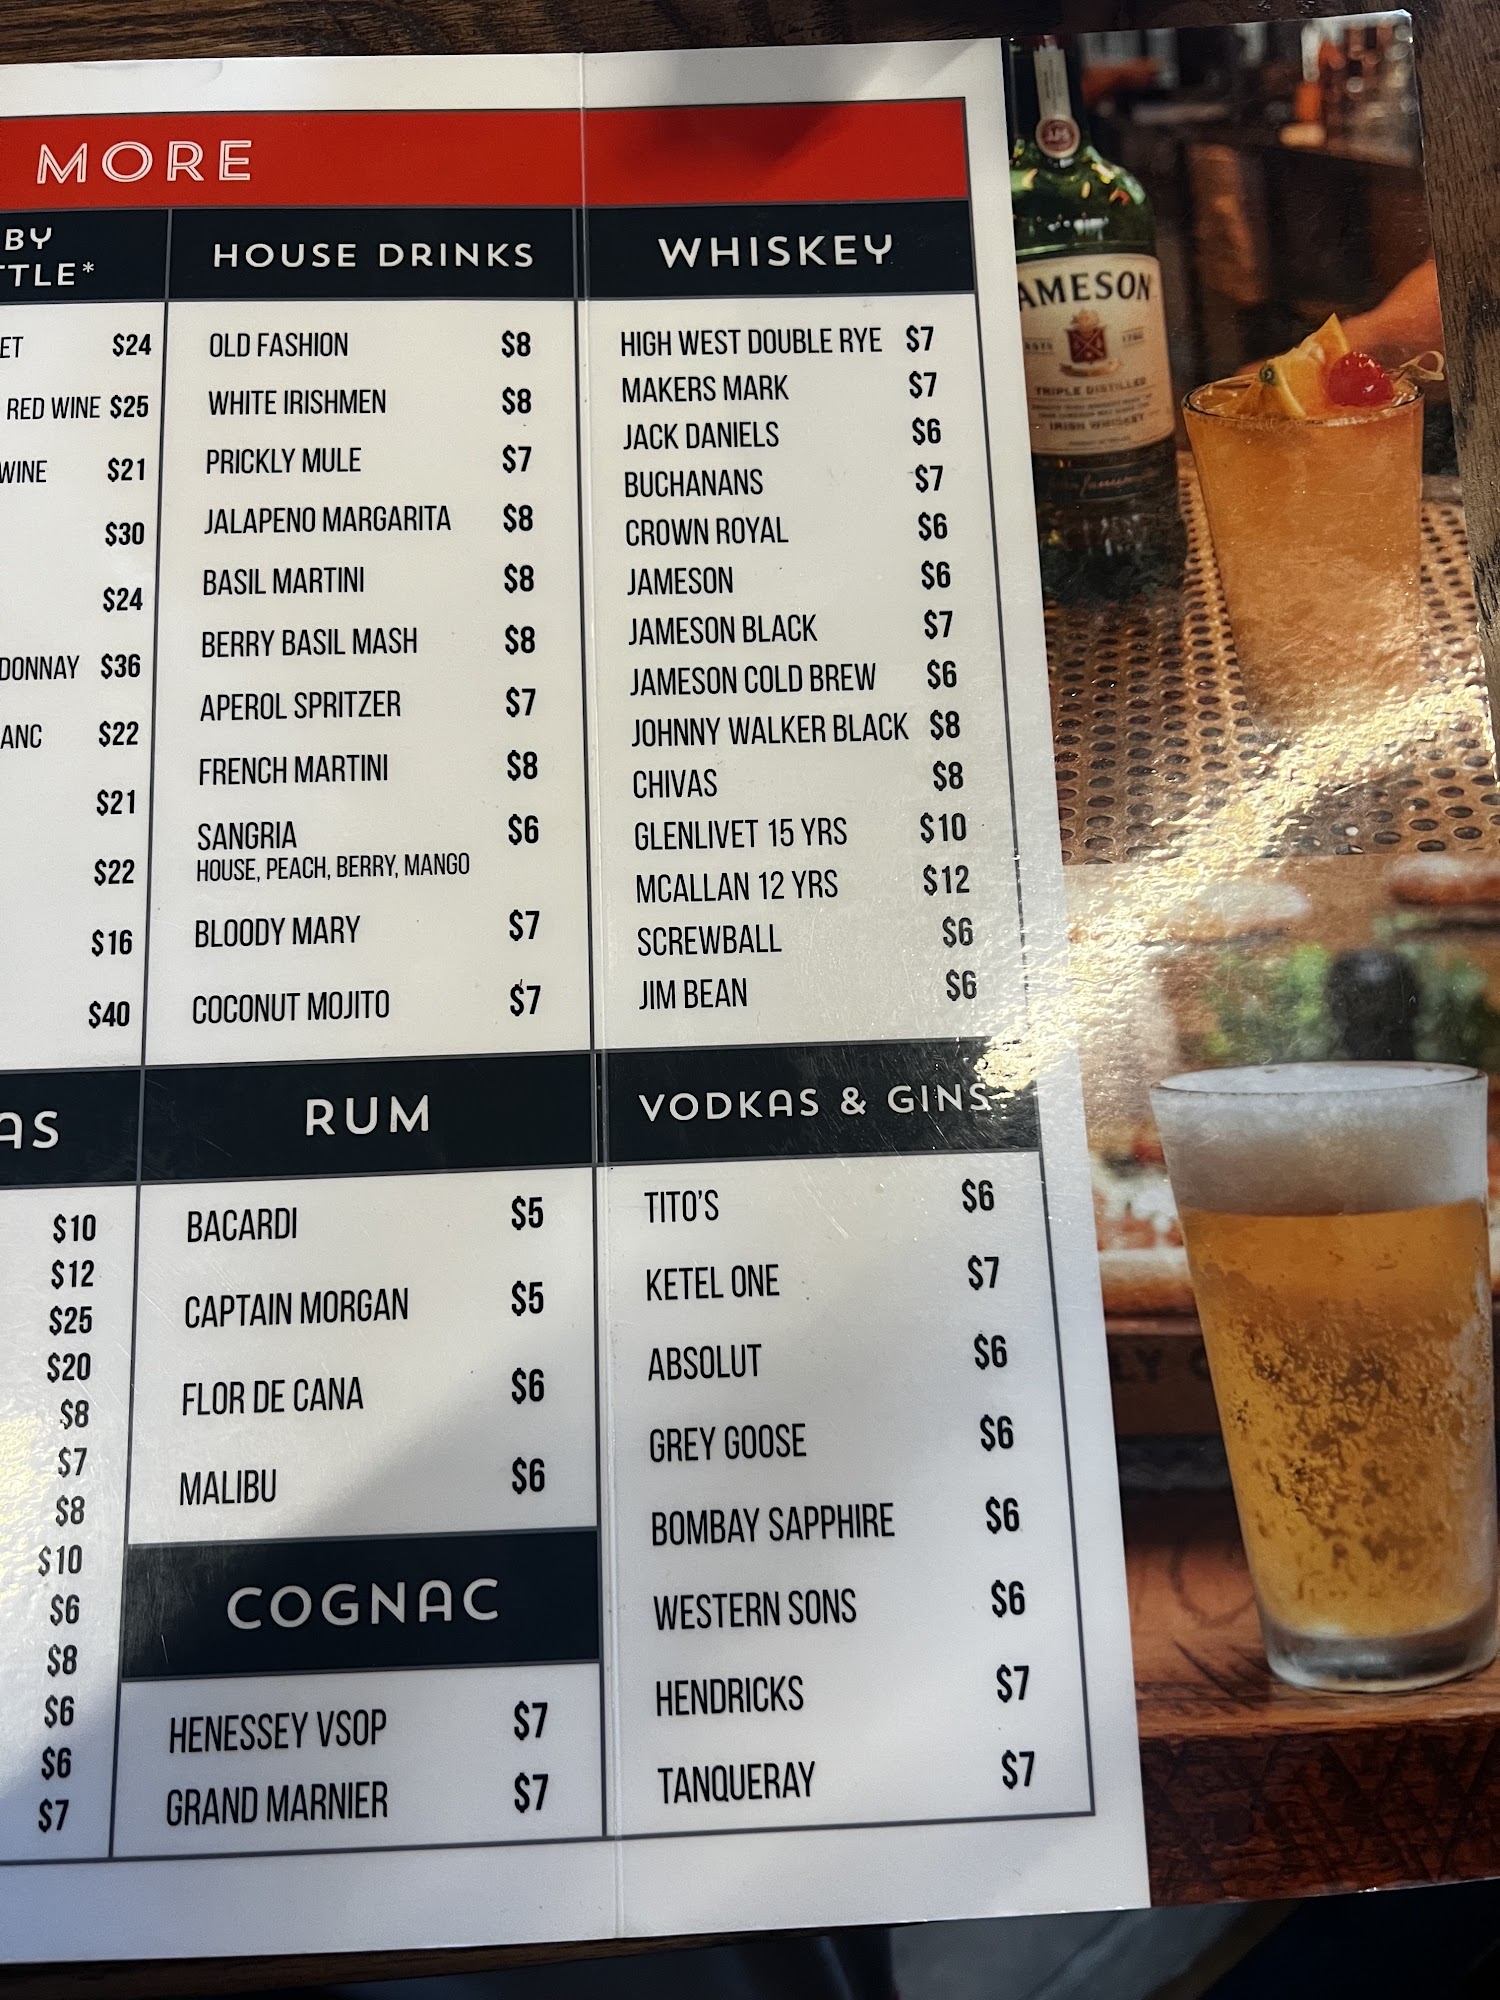 MORE
BY
TTLE*
ET $24
RED WINE $25
WINE $21
$30
$24
DONNAY $36
ANC $22
$21
$22
$16
$40
HOUSE DRINKS
OLD FASHION $8
WHITE IRISHMEN $8
PRICKLY MULE $7
JALAPENO MARGARITA $8
BASIL MARTINI $8
BERRY BASIL MASH $8
APEROL SPRITZER $7
FRENCH MARTINI $8
SANGRIA $6
HOUSE, PEACH, BERRY, MANGO
BLOODY MARY $7
COCONUT MOJITO $7
WHISKEY
HIGH WEST DOUBLE RYE $7
MAKERS MARK $7
JACK DANIELS $6
BUCHANANS $7
CROWN ROYAL $6
JAMESON $6
JAMESON BLACK $7
JAMESON COLD BREW $6
JOHNNY WALKER BLACK $8
CHIVAS $8
GLENLIVET 15 YRS $10
MCALLAN 12 YRS $12
SCREWBALL $6
JIM BEAN $6
AS
$10
$12
$25
$20
$8
$7
$8
$10
$6
$8
$6
$6
$7
RUM
BACARDI $5
CAPTAIN MORGAN $5
FLOR DE CANA $6
MALIBU $6
COGNAC
HENESSEY VSOP $7
GRAND MARNIER $7
VODKAS & GINS
TITO'S $6
KETEL ONE $7
ABSOLUT $6
GREY GOOSE $6
BOMBAY SAPPHIRE $6
WESTERN SONS $6
HENDRICKS $7
TANQUERAY $7
AMESON
ESTD 1780
TRIPLE DISTILLED
IRISH WHISKEY